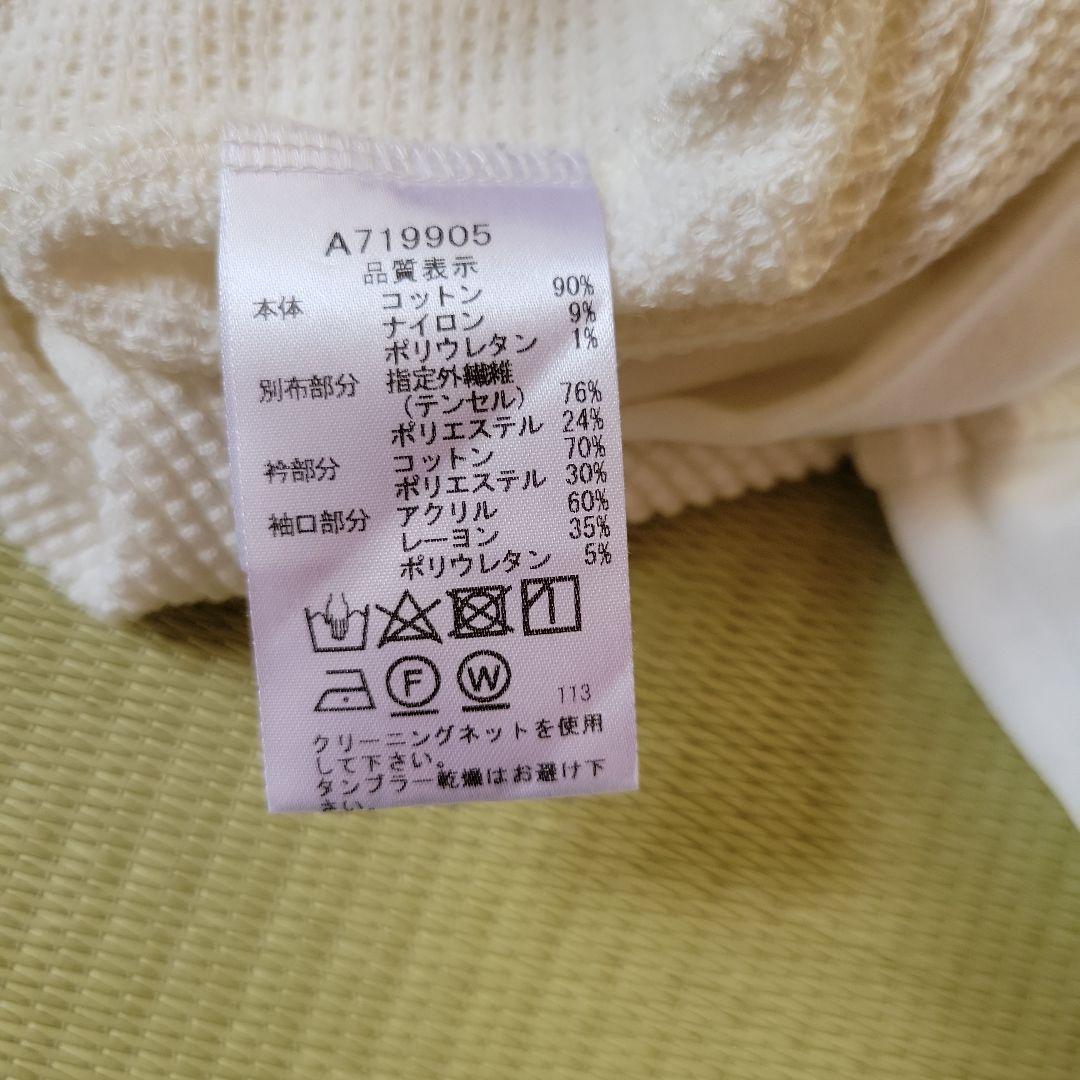 A719905
品質表示
本体 コットン 90%
ナイロン 9%
ポリウレタン 1%
別布部分 指定外繊維
(テンセル) 76%
ポリエステル 24%
衿部分 コットン 70%
ポリエステル 30%
袖口部分 アクリル 60%
レーヨン 35%
ポリウレタン 5%
F W 113
クリーニングネットを使用
して下さい。
タンブラー乾燥はお避け下
さい。